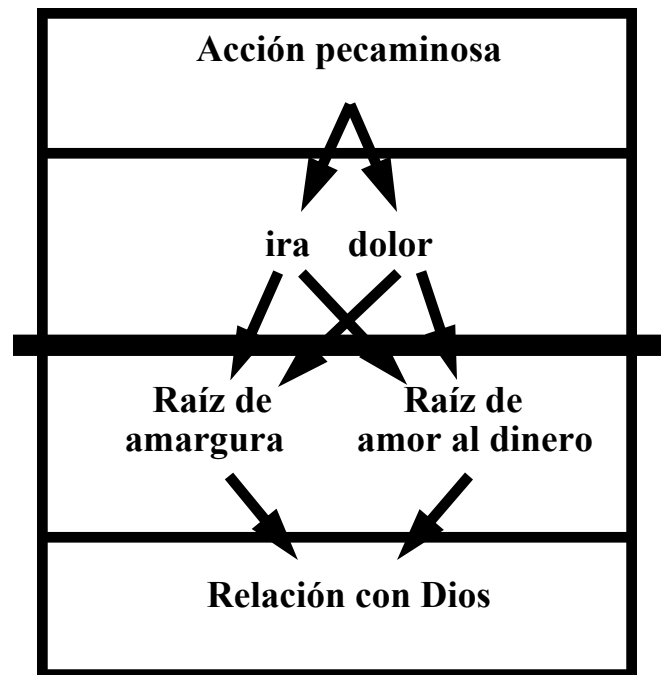 Acción pecaminosa
ira dolor
Raíz de Raíz de
amargura amor al dinero
Relación con Dios